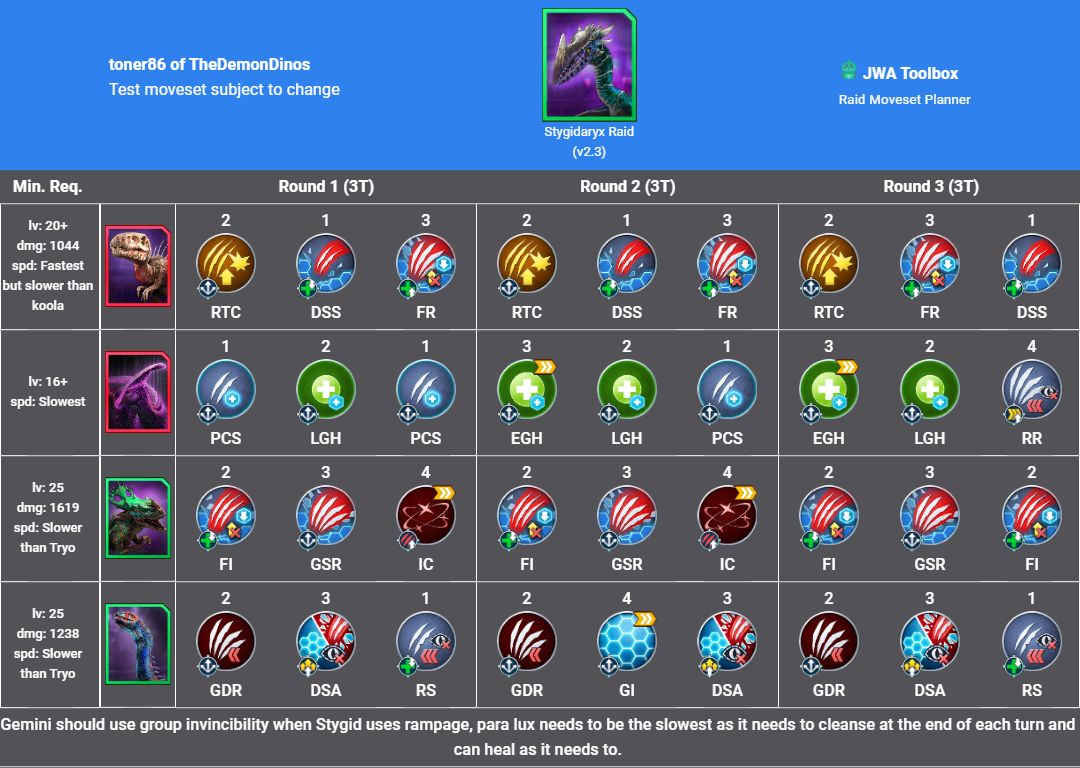 toner86 of TheDemonDinos
Test moveset subject to change
Stygidaryx Raid
(v2.3)
JWA Toolbox
Raid Moveset Planner
Min. Req. Round 1 (3T) Round 2 (3T) Round 3 (3T)
lv: 20+
dmg: 1044
spd: Fastest
but slower than
koola
2 1 3 2 1 3 2 3 1
RTC DSS FR RTC DSS FR RTC FR DSS
lv: 16+
spd: Slowest
1 2 1 3 2 1 3 2 4
PCS LGH PCS EGH LGH PCS EGH LGH RR
lv: 25
dmg: 1619
spd: Slower
than Tryo
2 3 4 2 3 4 2 3 2
FI GSR IC FI GSR IC FI GSR FI
lv: 25
dmg: 1238
spd: Slower
than Tryo
2 3 1 2 4 3 2 3 1
GDR DSA RS GDR GI DSA GDR DSA RS
Gemini should use group invincibility when Stygid uses rampage, para lux needs to be the slowest as it needs to cleanse at the end of each turn and
can heal as it needs to.